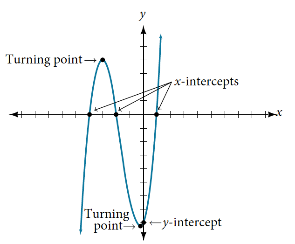 y
Turning point
x-intercepts
x
Turning
point
y-intercept